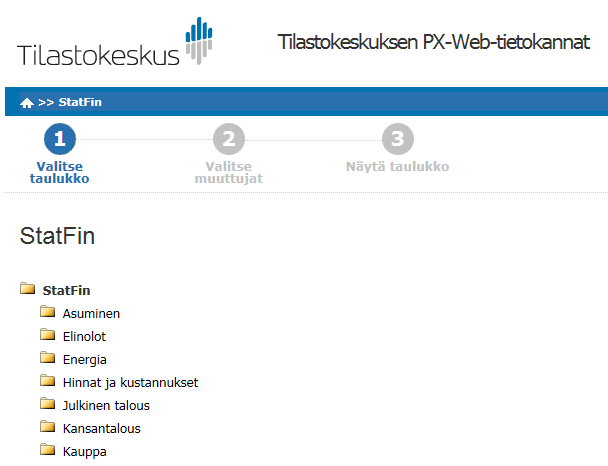 Tilastokeskus
Tilastokeskuksen PX-Web-tietokannat
>> StatFin
1
2
3
Valitse
taulukko
Valitse
muuttujat
Näytä taulukko
StatFin
StatFin
Asuminen
Elinolot
Energia
Hinnat ja kustannukset
Julkinen talous
Kansantalous
Kauppa